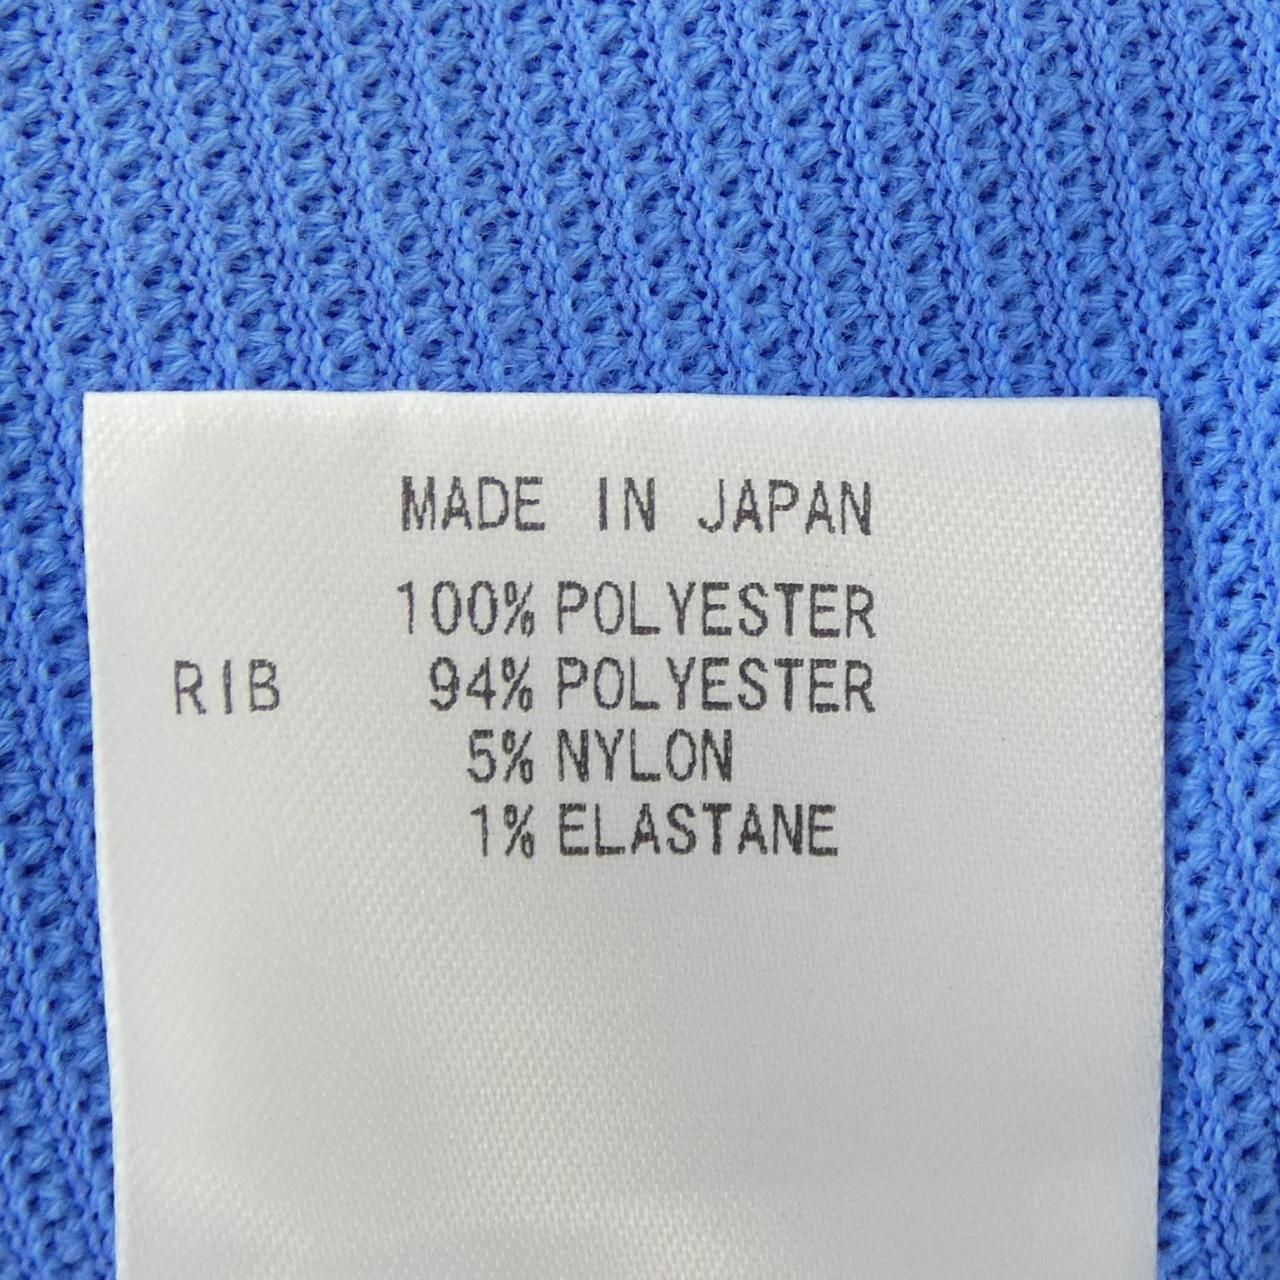 MADE IN JAPAN
100% POLYESTER
RIB 94% POLYESTER
5% NYLON
1% ELASTANE